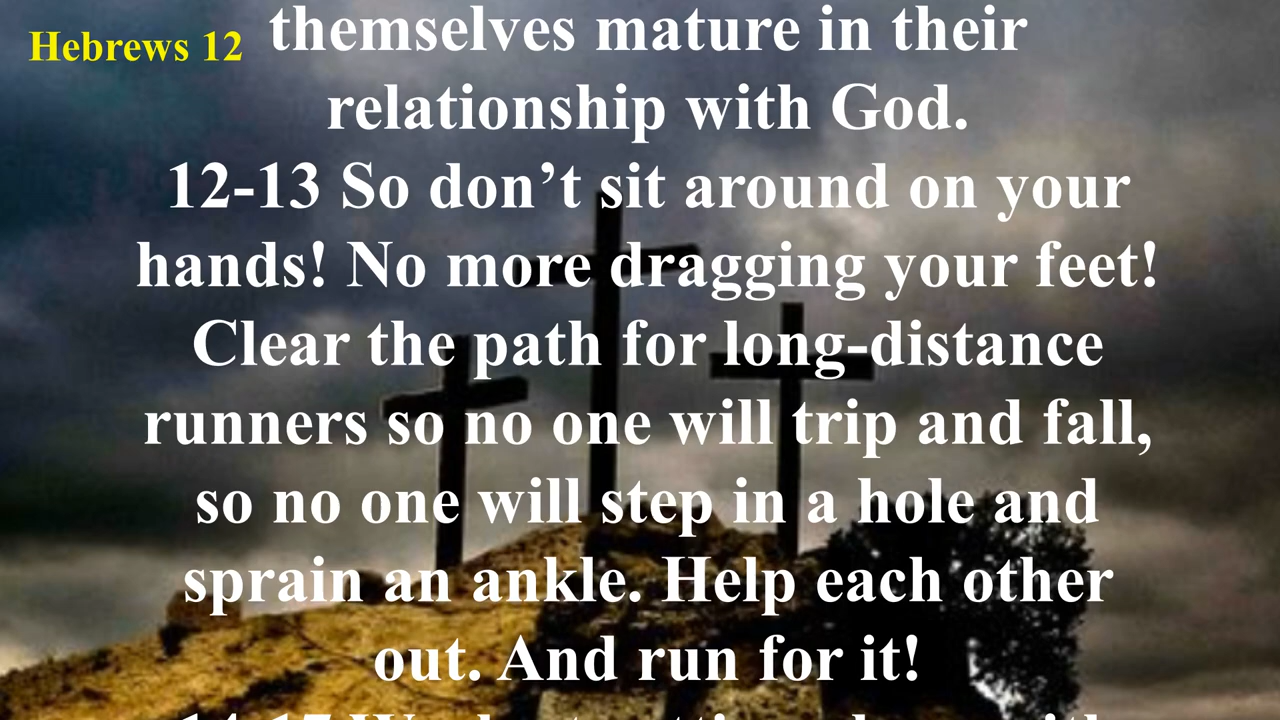 Hebrews 12
themselves mature in their
relationship with God.
12-13 So don’t sit around on your
hands! No more dragging your feet!
Clear the path for long-distance
runners so no one will trip and fall,
so no one will step in a hole and
sprain an ankle. Help each other
out. And run for it!